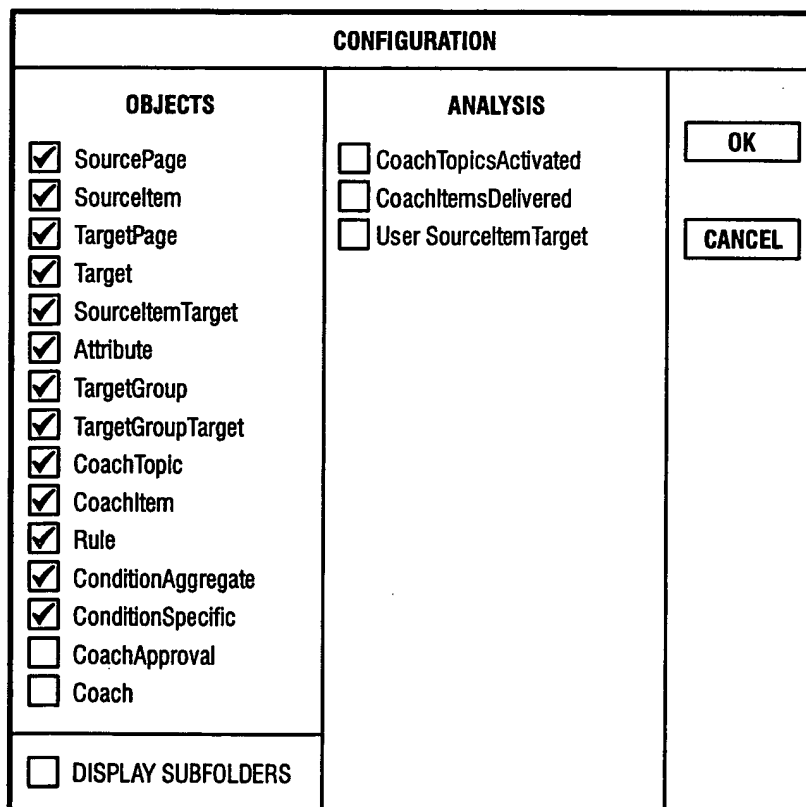 CONFIGURATION
OBJECTS
SourcePage
SourceItem
TargetPage
Target
SourceItemTarget
Attribute
TargetGroup
TargetGroupTarget
CoachTopic
CoachItem
Rule
ConditionAggregate
ConditionSpecific
CoachApproval
Coach
DISPLAY SUBFOLDERS
ANALYSIS
CoachTopicsActivated
CoachItemsDelivered
User SourceItemTarget
OK
CANCEL